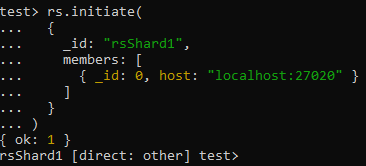 test> rs.initiate(
...   {
...     _id: "rsShard1",
...     members: [
...       { _id: 0, host: "localhost:27020" }
...     ]
...   }
... )
{ ok: 1 }
rsShard1 [direct: other] test>